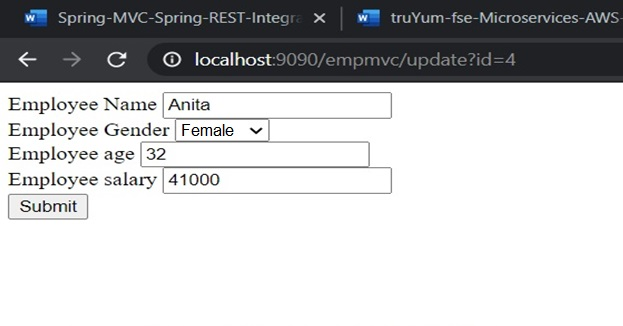 Spring-MVC-Spring-REST-Integra
truYum-fse-Microservices-AWS-
localhost:9090/empmvc/update?id=4
Employee Name Anita
Employee Gender Female
Employee age 32
Employee salary 41000
Submit